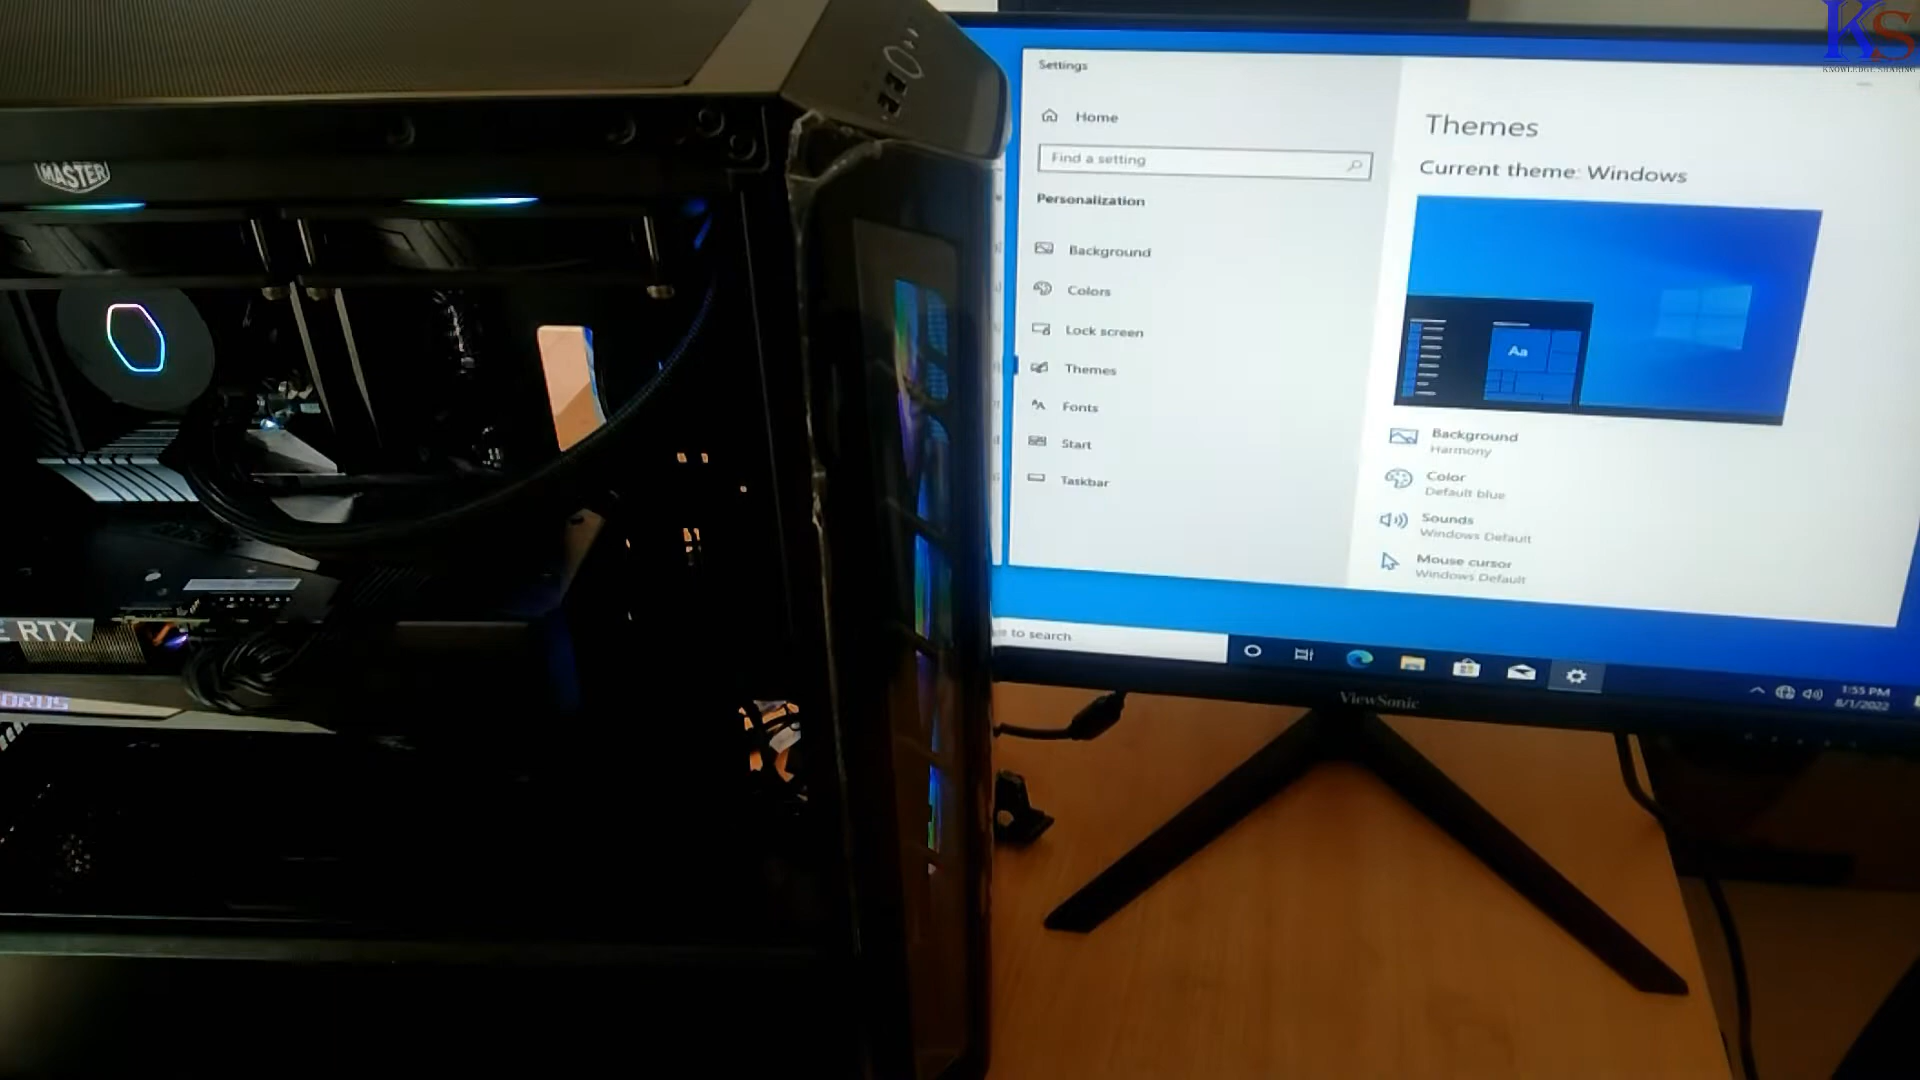 KS
KNOWLEDGE SHARING
MASTER
RTX
Settings
Home
Find a setting
Personalization
Background
Colors
Lock screen
Themes
Fonts
Start
Taskbar
Themes
Current theme: Windows
Aa
Background
Harmony
Color
Default blue
Sounds
Windows Default
Mouse cursor
Windows Default
to search
1:55 PM
8/1/2022
ViewSonic